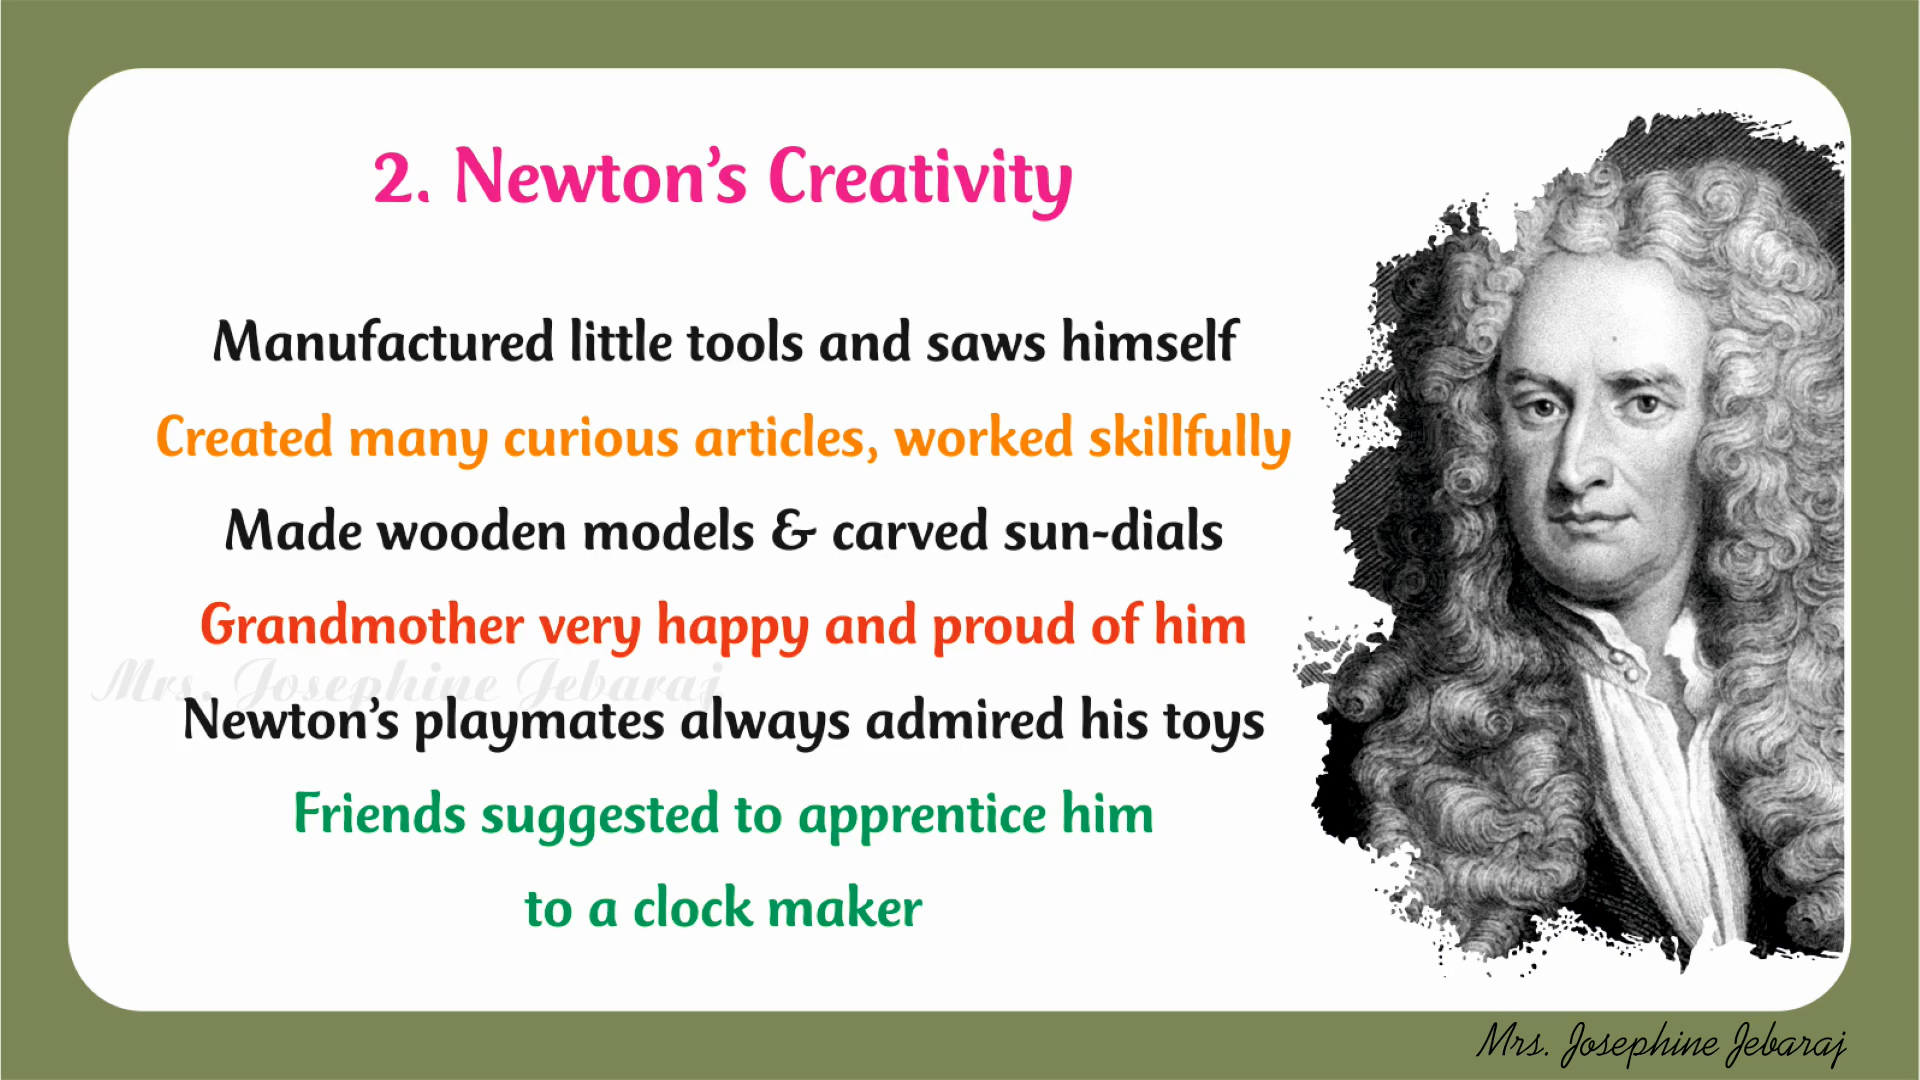 2. Newton’s Creativity
Manufactured little tools and saws himself
Created many curious articles, worked skillfully
Made wooden models & carved sun-dials
Grandmother very happy and proud of him
Mrs. Josephine Jebaraj
Newton’s playmates always admired his toys
Friends suggested to apprentice him
to a clock maker
Mrs. Josephine Jebaraj